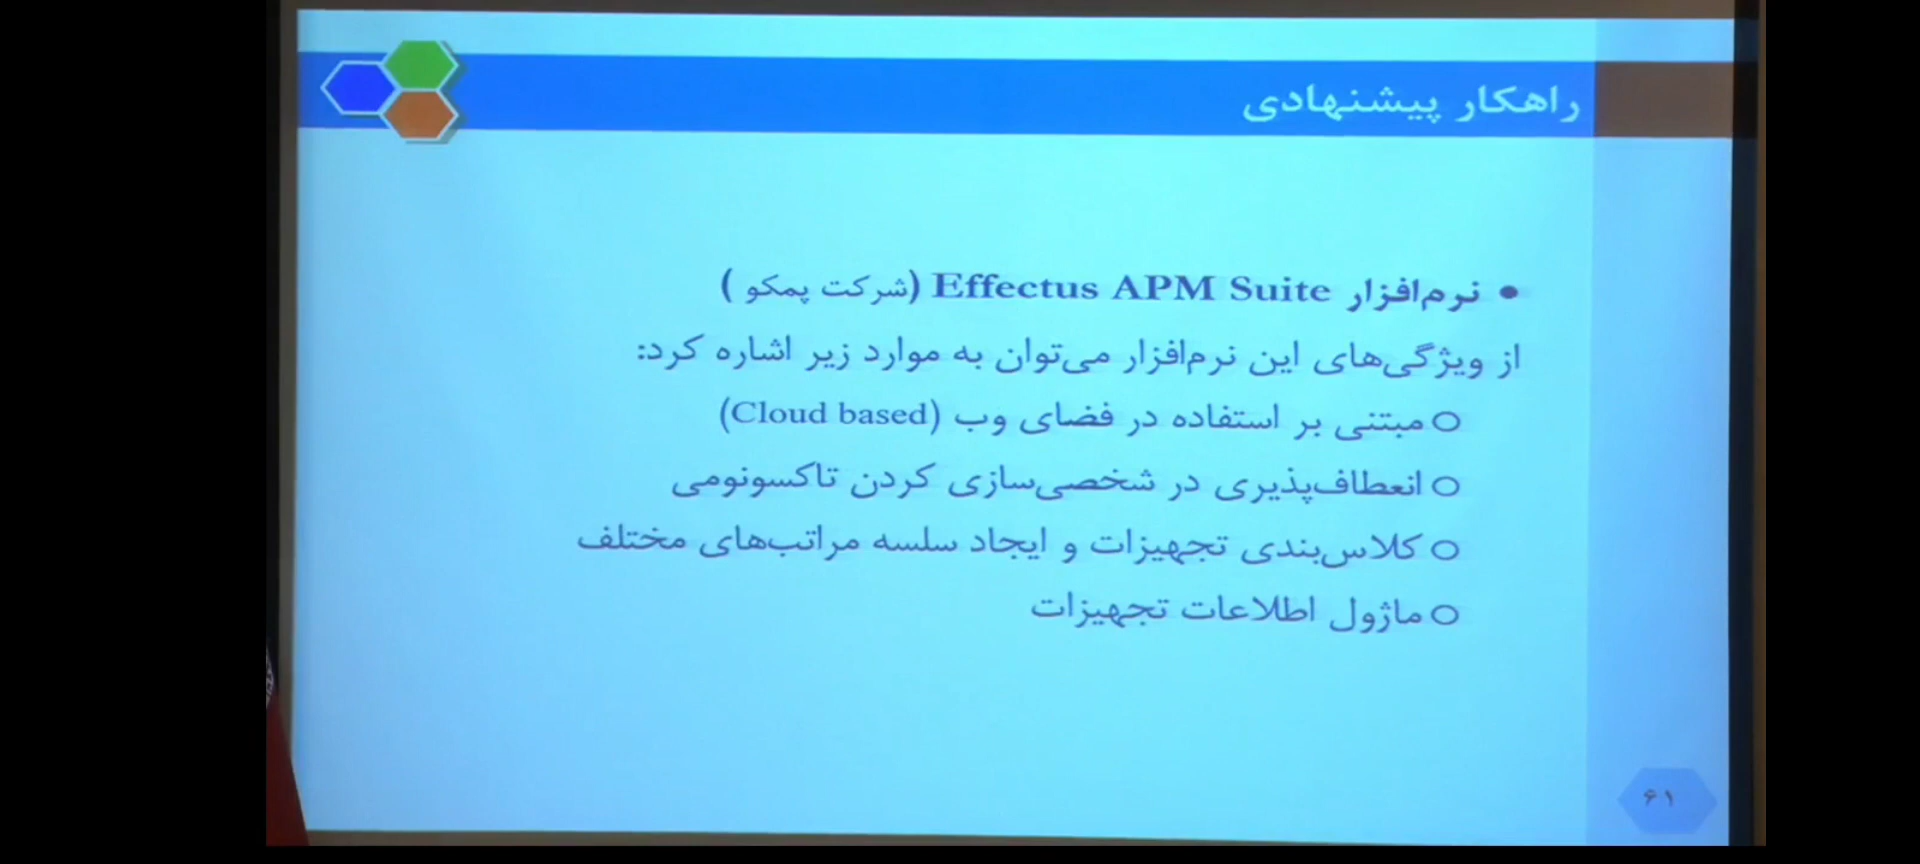 راهکار پیشنهادی
• نرم‌افزار Effectus APM Suite (شرکت پمکو )
از ویژگی‌های این نرم‌افزار می‌توان به موارد زیر اشاره کرد:
○ مبتنی بر استفاده در فضای وب (Cloud based)
○ انعطاف‌پذیری در شخصی‌سازی کردن تاکسونومی
○ کلاس‌بندی تجهیزات و ایجاد سلسه مراتب‌های مختلف
○ ماژول اطلاعات تجهیزات
۶۱